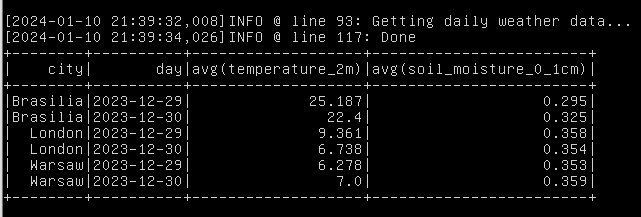 [2024-01-10 21:39:32,008]INFO @ line 93: Getting daily weather data...
[2024-01-10 21:39:34,026]INFO @ line 117: Done
+--------+----------+-------------------+-----------------------+
|    city|       day|avg(temperature_2m)|avg(soil_moisture_0_1cm)|
+--------+----------+-------------------+-----------------------+
|Brasilia|2023-12-29|             25.187|                   0.295|
|Brasilia|2023-12-30|               22.4|                   0.325|
|  London|2023-12-29|              9.361|                   0.358|
|  London|2023-12-30|              6.738|                   0.354|
|  Warsaw|2023-12-29|              6.278|                   0.353|
|  Warsaw|2023-12-30|                7.0|                   0.359|
+--------+----------+-------------------+-----------------------+